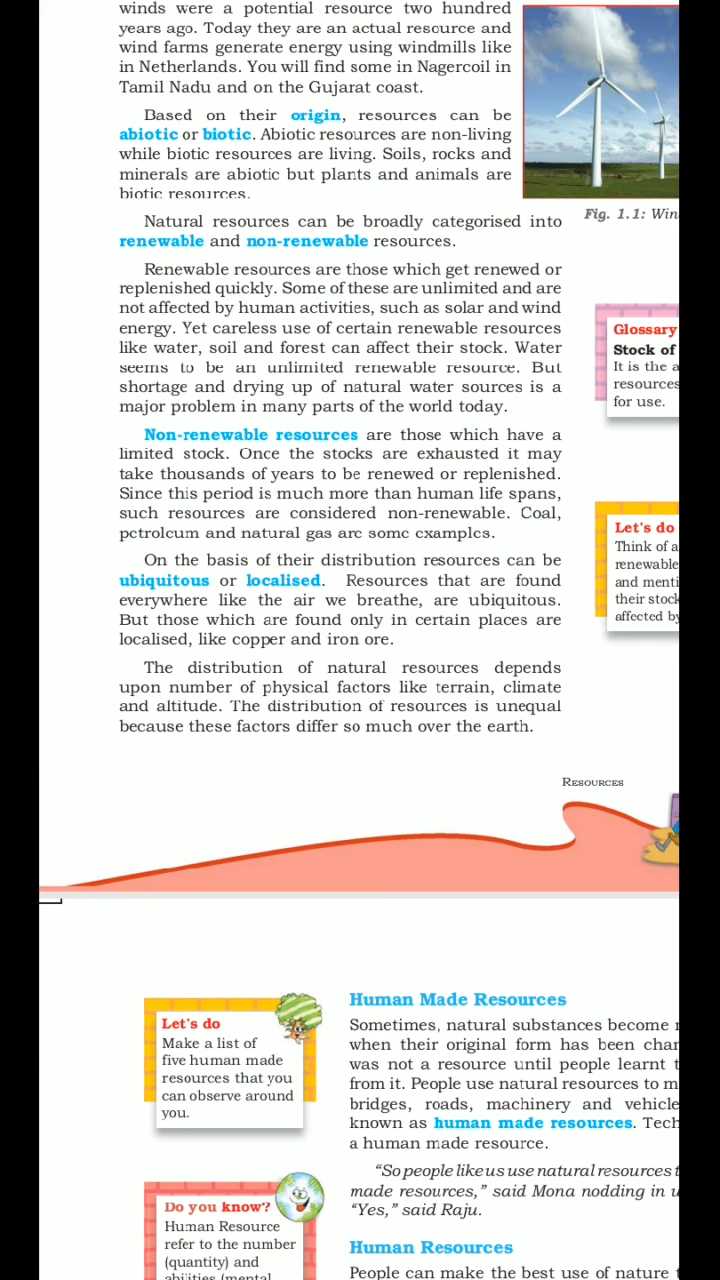 winds were a potential resource two hundred
years ago. Today they are an actual resource and
wind farms generate energy using windmills like
in Netherlands. You will find some in Nagercoil in
Tamil Nadu and on the Gujarat coast.
Based on their origin, resources can be
abiotic or biotic. Abiotic resources are non-living
while biotic resources are living. Soils, rocks and
minerals are abiotic but plants and animals are
biotic resources.
Fig. 1.1: Win
Natural resources can be broadly categorised into
renewable and non-renewable resources.
Renewable resources are those which get renewed or
replenished quickly. Some of these are unlimited and are
not affected by human activities, such as solar and wind
energy. Yet careless use of certain renewable resources
like water, soil and forest can affect their stock. Water
seems to be an unlimited renewable resource. But
shortage and drying up of natural water sources is a
major problem in many parts of the world today.
Glossary
Stock of
It is the a
resources
for use.
Non-renewable resources are those which have a
limited stock. Once the stocks are exhausted it may
take thousands of years to be renewed or replenished.
Since this period is much more than human life spans,
such resources are considered non-renewable. Coal,
petroleum and natural gas are some examples.
Let's do
Think of a
renewable
and menti
their stock
affected by
On the basis of their distribution resources can be
ubiquitous or localised. Resources that are found
everywhere like the air we breathe, are ubiquitous.
But those which are found only in certain places are
localised, like copper and iron ore.
The distribution of natural resources depends
upon number of physical factors like terrain, climate
and altitude. The distribution of resources is unequal
because these factors differ so much over the earth.
RESOURCES
Let's do
Make a list of
five human made
resources that you
can observe around
you.
Do you know?
Human Resource
refer to the number
(quantity) and
abilities (mental
Human Made Resources
Sometimes, natural substances become r
when their original form has been chan
was not a resource until people learnt t
from it. People use natural resources to m
bridges, roads, machinery and vehicle
known as human made resources. Tech
a human made resource.
"So people like us use natural resources t
made resources," said Mona nodding in u
"Yes," said Raju.
Human Resources
People can make the best use of nature t